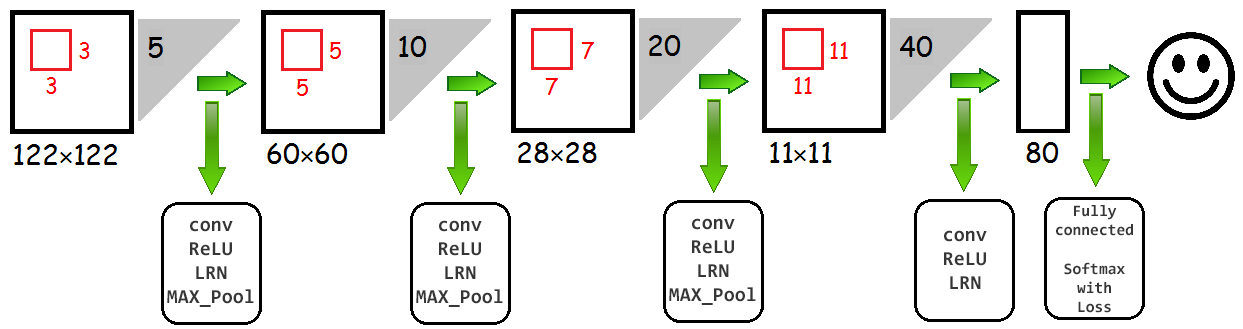 3
3
5
122×122
5
5
10
60×60
7
7
20
28×28
11
11
40
11×11
80
conv
ReLU
LRN
MAX_Pool
conv
ReLU
LRN
MAX_Pool
conv
ReLU
LRN
MAX_Pool
conv
ReLU
LRN
Fully
connected
Softmax
with
Loss